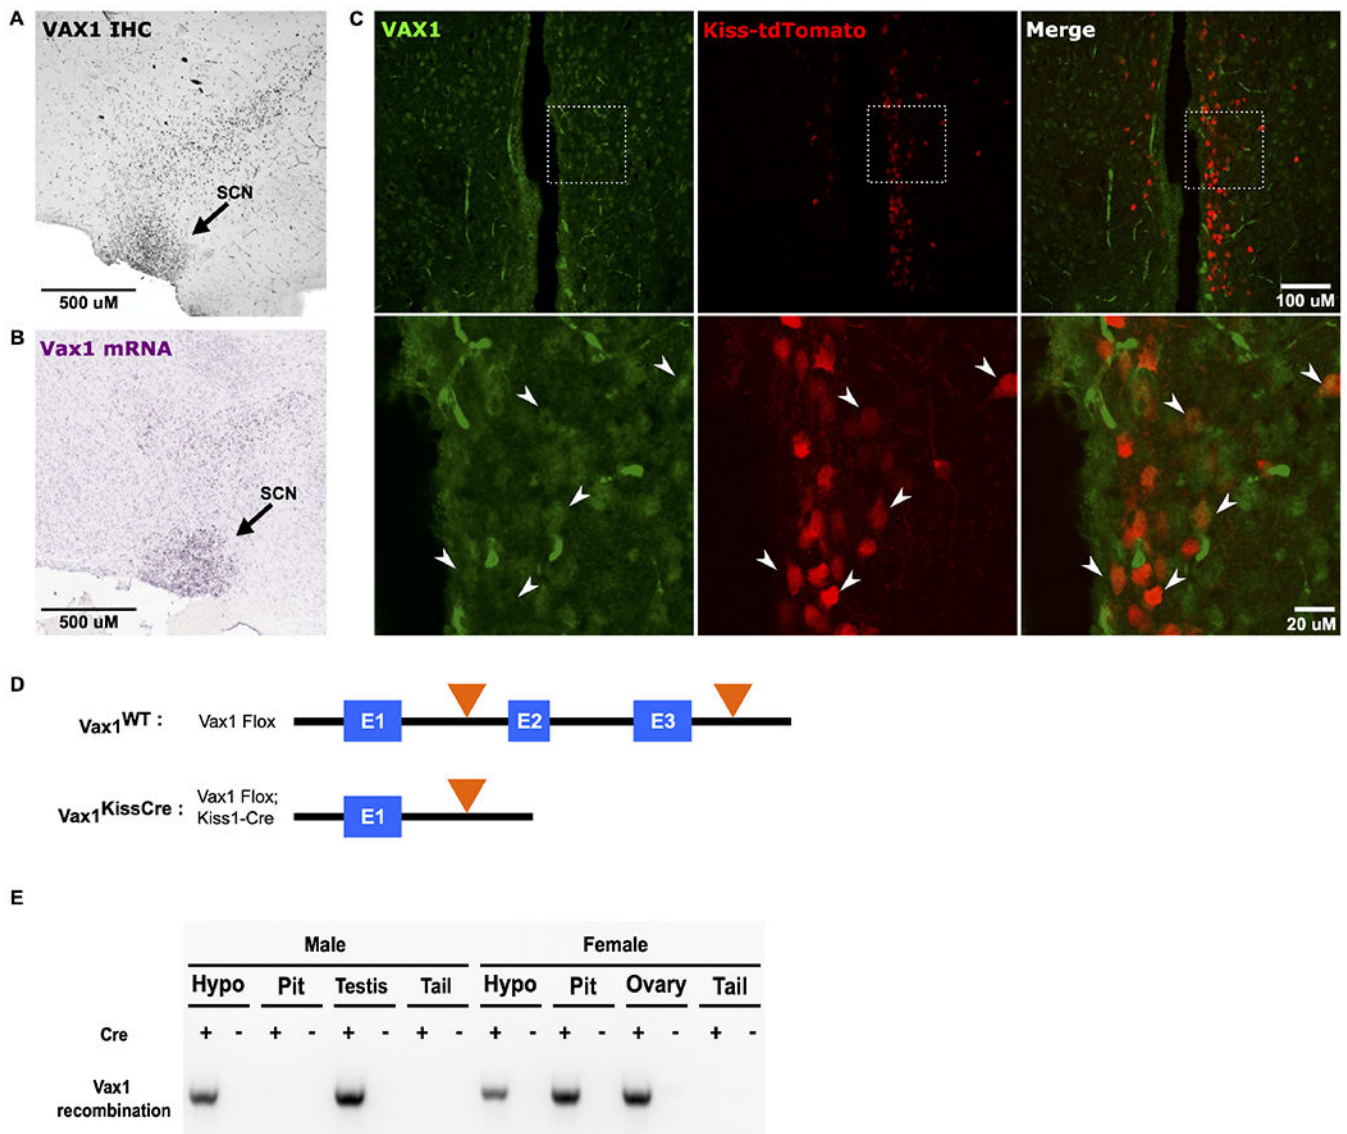 A
VAX1 IHC
SCN
500 uM
B
Vax1 mRNA
SCN
500 uM
C
VAX1
Kiss-tdTomato
Merge
100 uM
20 uM
D
Vax1WT :
Vax1 Flox
E1
E2
E3
Vax1KissCre :
Vax1 Flox;
Kiss1-Cre
E1
E
Male
Female
Hypo Pit Testis Tail Hypo Pit Ovary Tail
Cre + - + - + - + - + - + - + - + -
Vax1
recombination